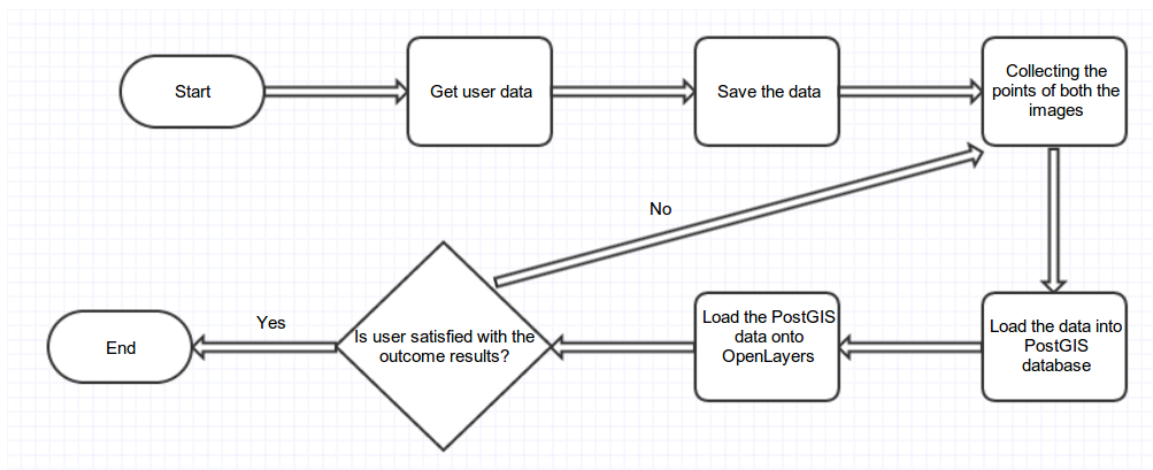 Start
Get user data
Save the data
Collecting the
points of both the
images
No
Yes
End
Is user satisfied with the
outcome results?
Load the PostGIS
data onto
OpenLayers
Load the data into
PostGIS
database